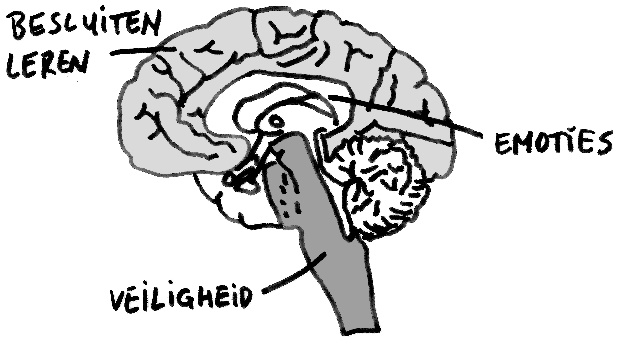 BESLUITEN
LEREN
EMOTIES
VEILIGHEID